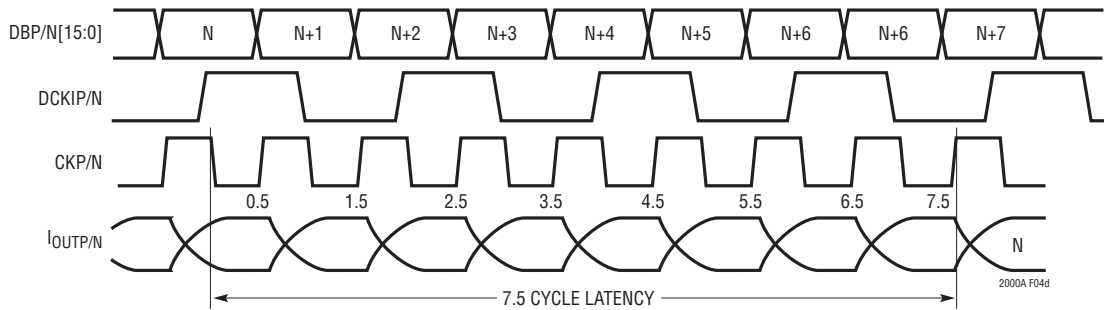 DBP/N[15:0] N N+1 N+2 N+3 N+4 N+5 N+6 N+6 N+7
DCKIP/N
CKP/N
0.5 1.5 2.5 3.5 4.5 5.5 6.5 7.5
IOUTP/N N
2000A F04d
7.5 CYCLE LATENCY